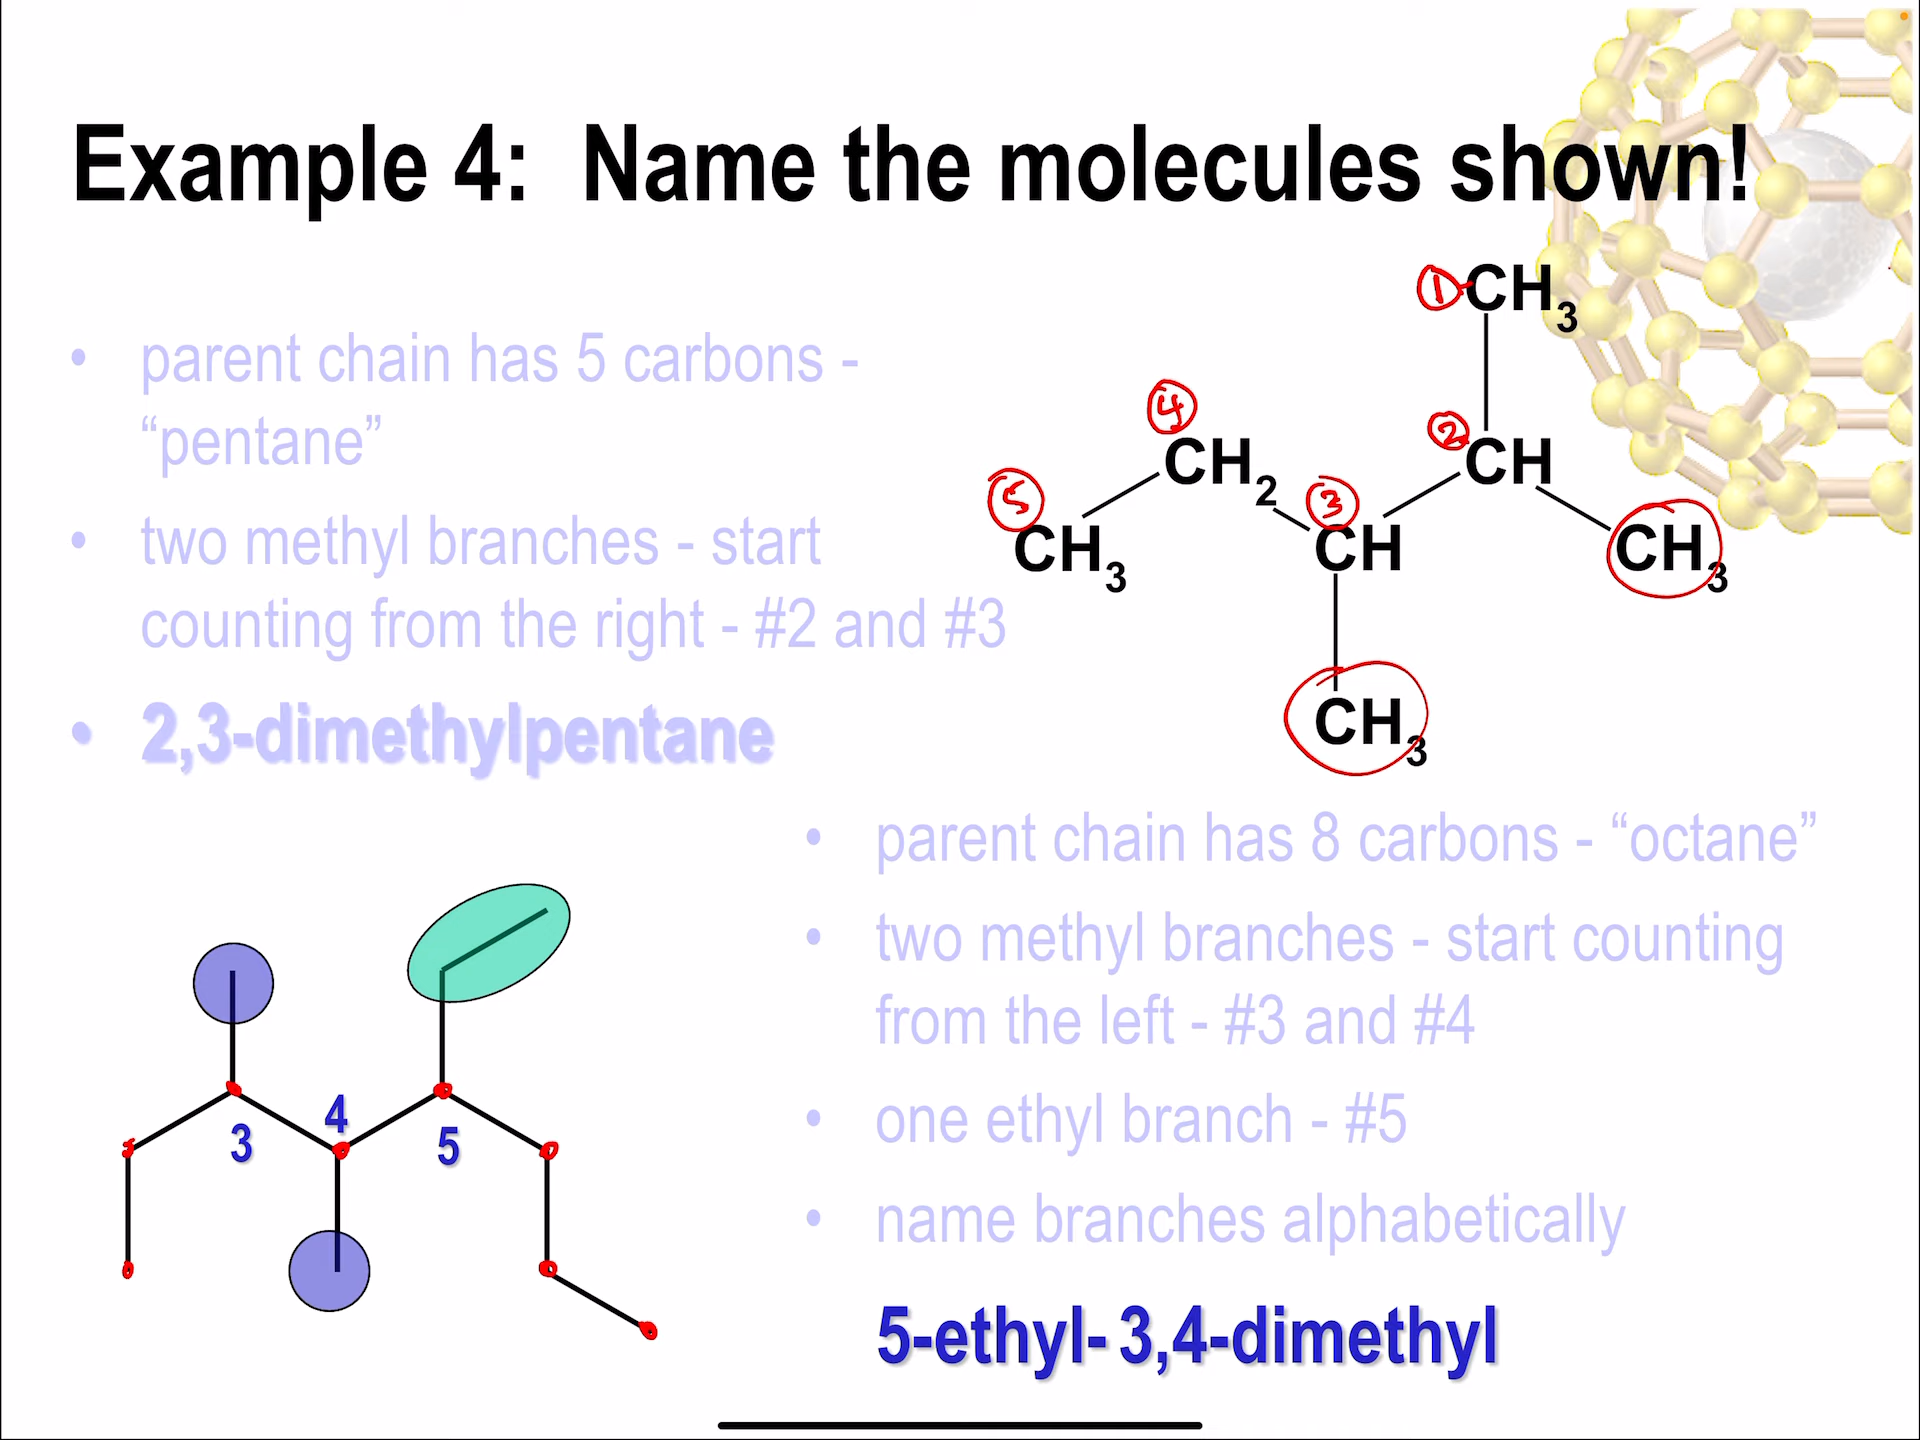 Example 4: Name the molecules shown!
• parent chain has 5 carbons -
“pentane”
• two methyl branches - start
counting from the right - #2 and #3
• 2,3-dimethylpentane
① CH3
④
② CH
CH2
⑤
③
CH3
CH
CH3
CH3
• parent chain has 8 carbons - “octane”
• two methyl branches - start counting
from the left - #3 and #4
• one ethyl branch - #5
• name branches alphabetically
5-ethyl- 3,4-dimethyl
3
4
5